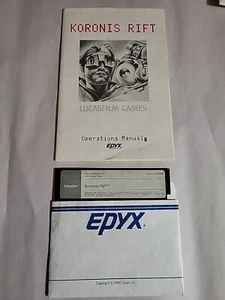 KORONIS RIFT
LUCASFILM GAMES
Operations Manual
EPYX
TANDY
Koronis Rift
EPYX